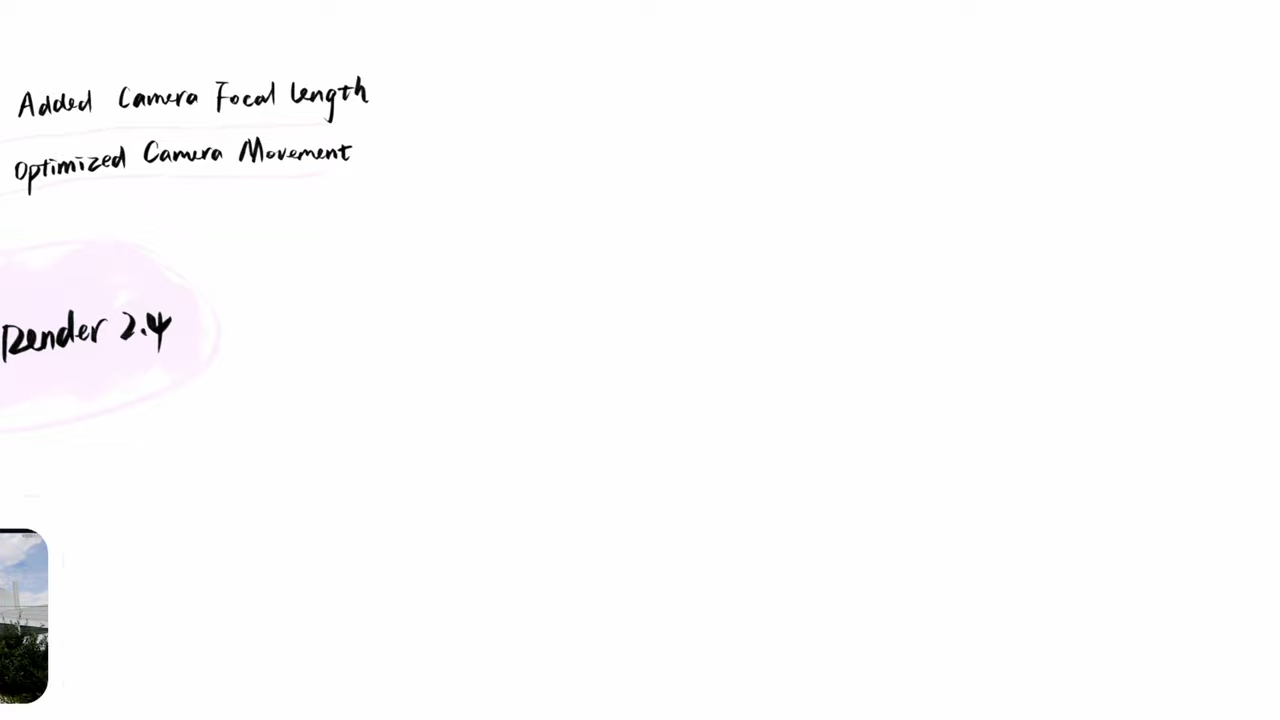 Added Camera Focal Length
Optimized Camera Movement
Render 2.4